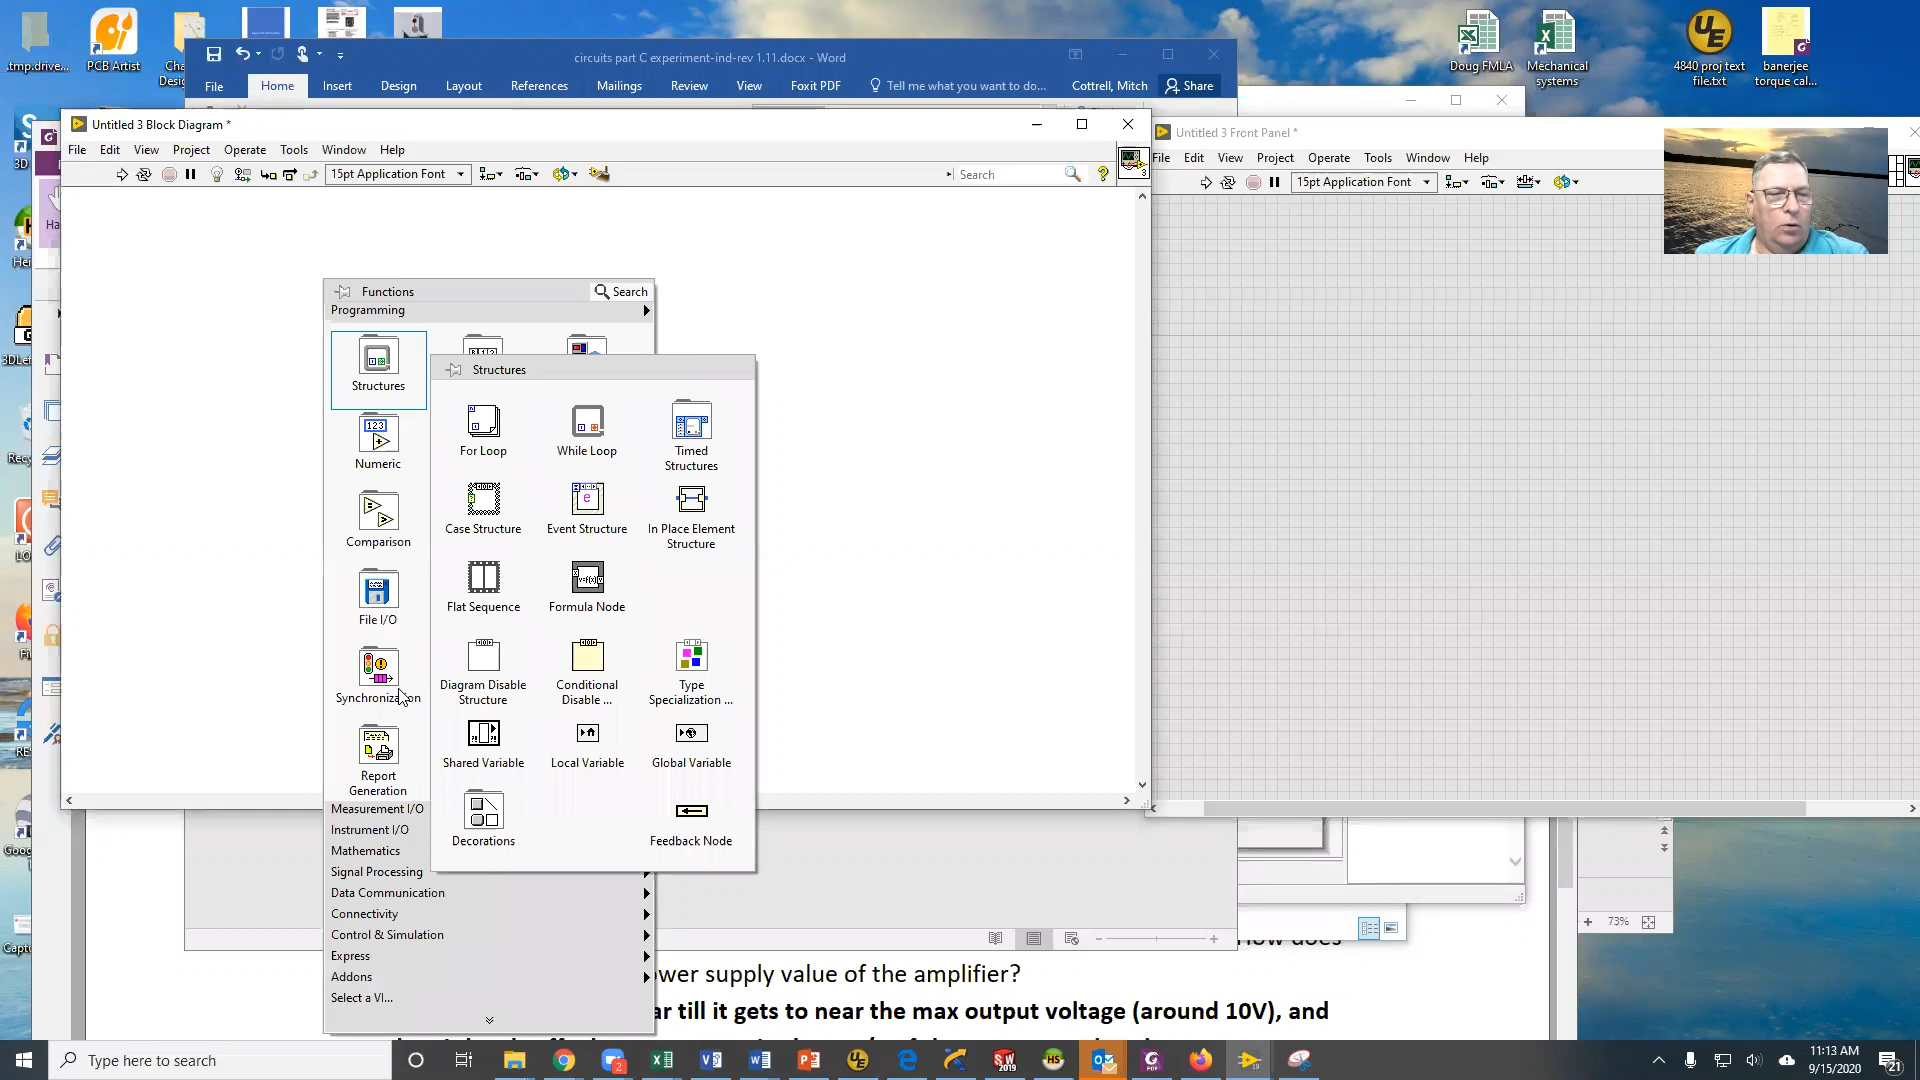 .tmp.drive...
PCB Artist
Doug FMLA
Mechanical
systems
4840 proj text
file.txt
banerjee
torque cal...
circuits part C experiment-ind-rev 1.11.docx - Word
File Home Insert Design Layout References Mailings Review View Foxit PDF Tell me what you want to do... Cottrell, Mitch Share
Untitled 3 Block Diagram *
File Edit View Project Operate Tools Window Help
15pt Application Font
Search
Untitled 3 Front Panel *
File Edit View Project Operate Tools Window Help
15pt Application Font
Functions
Search
Programming
Structures
Numeric
Comparison
File I/O
Synchronization
Report
Generation
Measurement I/O
Instrument I/O
Mathematics
Signal Processing
Data Communication
Connectivity
Control & Simulation
Express
Addons
Select a VI...
Structures
For Loop
While Loop
Timed
Structures
Case Structure
Event Structure
In Place Element
Structure
Flat Sequence
Formula Node
Diagram Disable
Structure
Conditional
Disable ...
Type
Specialization ...
Shared Variable
Local Variable
Global Variable
Decorations
Feedback Node
73%
ower supply value of the amplifier?
ar till it gets to near the max output voltage (around 10V), and
Type here to search
11:13 AM
9/15/2020
21